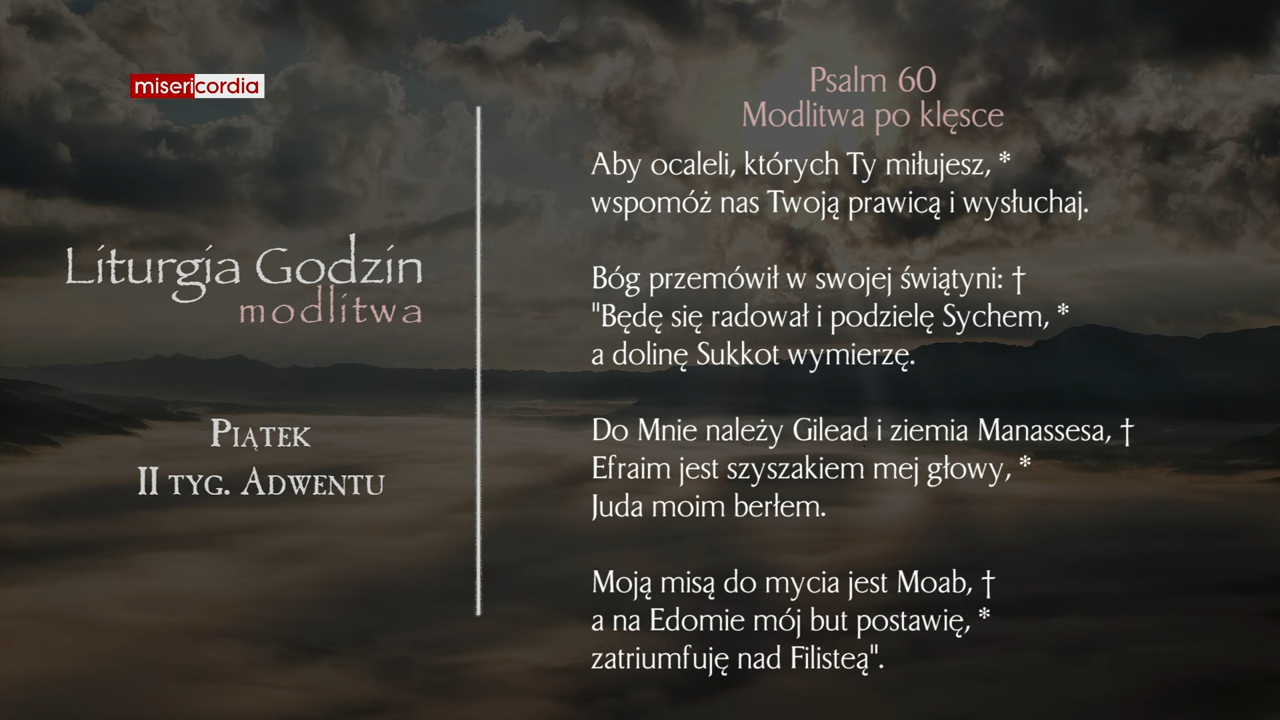 misericordia
Liturgia Godzin
modlitwa
Piątek
II tyg. Adwentu
Psalm 60
Modlitwa po klęsce
Aby ocaleli, których Ty miłujesz, *
wspomóż nas Twoją prawicą i wysłuchaj.
Bóg przemówił w swojej świątyni: †
"Będę się radował i podzielę Sychem, *
a dolinę Sukkot wymierzę.
Do Mnie należy Gilead i ziemia Manassesa, †
Efraim jest szyszakiem mej głowy, *
Juda moim berłem.
Moją misą do mycia jest Moab, †
a na Edomie mój but postawię, *
zatriumfuję nad Filisteą".